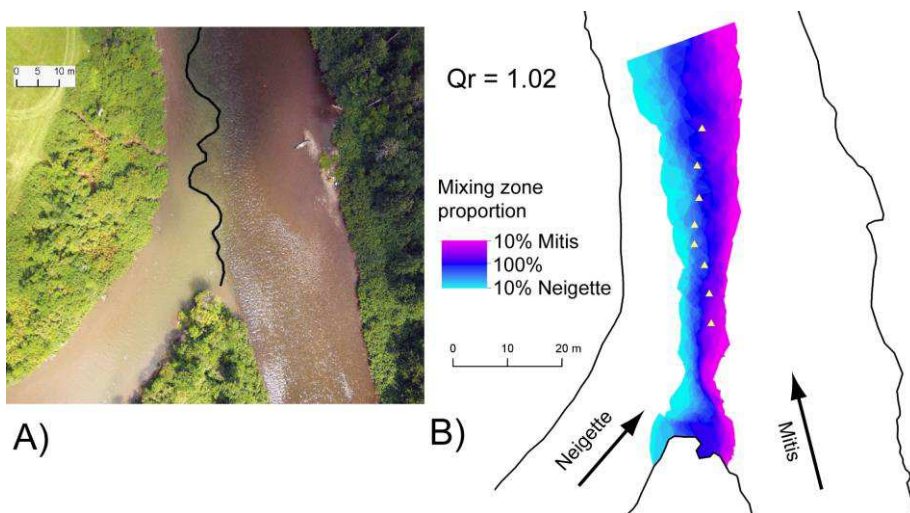 0 5 10 m
A)
Qr = 1.02
Mixing zone
proportion
10% Mitis
100%
10% Neigette
0 10 20 m
B)
Neigette
Mitis